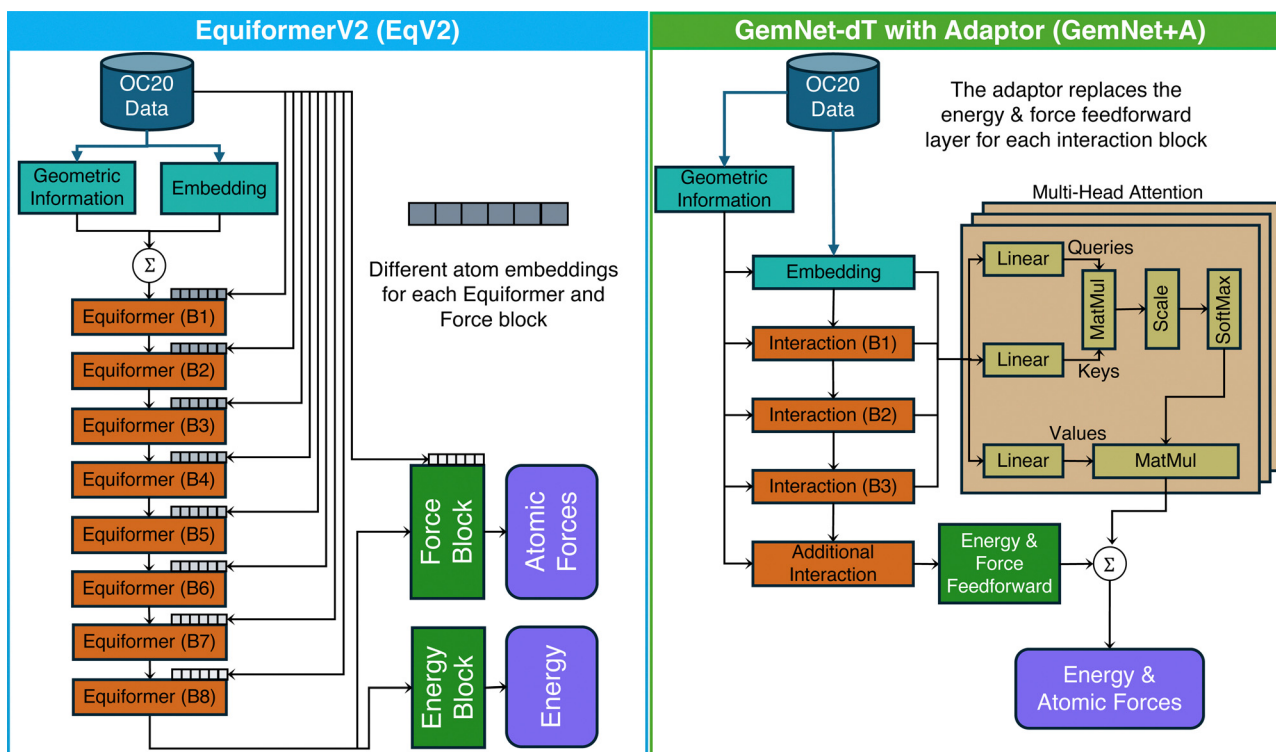 EquiformerV2 (EqV2)
OC20
Data
Geometric
Information
Embedding
Σ
Different atom embeddings
for each Equiformer and
Force block
Equiformer (B1)
Equiformer (B2)
Equiformer (B3)
Equiformer (B4)
Equiformer (B5)
Equiformer (B6)
Equiformer (B7)
Equiformer (B8)
Force
Block
Atomic
Forces
Energy
Block
Energy
GemNet-dT with Adaptor (GemNet+A)
OC20
Data
The adaptor replaces the
energy & force feedforward
layer for each interaction block
Geometric
Information
Embedding
Interaction (B1)
Interaction (B2)
Interaction (B3)
Additional
Interaction
Multi-Head Attention
Linear
Queries
MatMul
Scale
SoftMax
Linear
Keys
Values
Linear
MatMul
Energy &
Force
Feedforward
Σ
Energy &
Atomic Forces